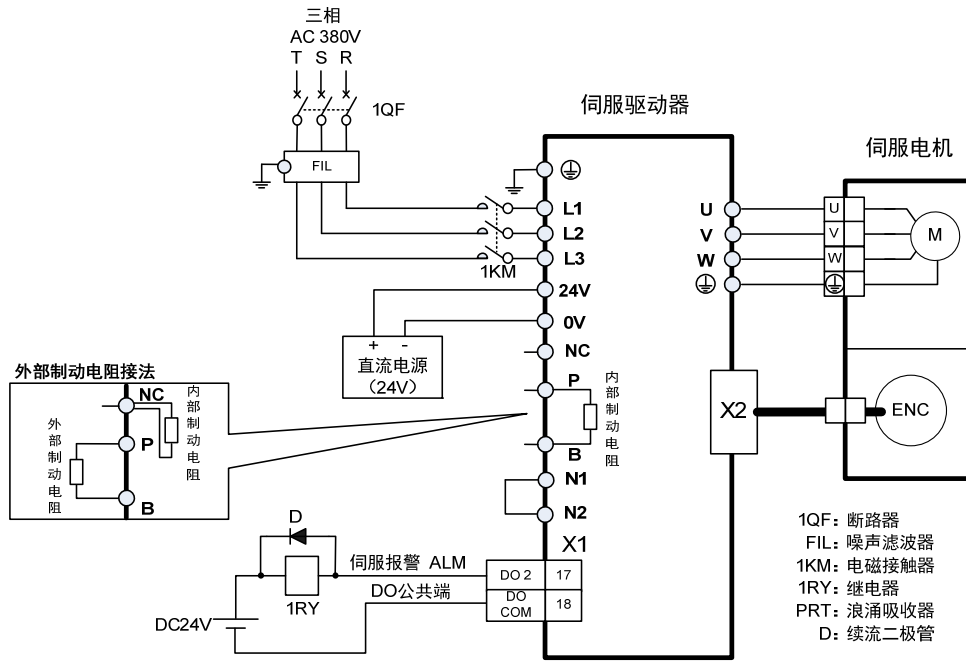 三相
AC 380V
T S R
1QF
FIL
伺服驱动器
伺服电机
L1
L2
L3
1KM
24V
0V
NC
P
B
内部制动电阻
N1
N2
X1
+ -
直流电源
（24V）
U
V
W
U
V
W
M
X2
ENC
外部制动电阻接法
NC
P
B
内部制动电阻
外部制动电阻
D
1RY
DC24V
伺服报警 ALM
DO公共端
DO 2 17
DO
COM 18
1QF: 断路器
FIL: 噪声滤波器
1KM: 电磁接触器
1RY: 继电器
PRT: 浪涌吸收器
D: 续流二极管